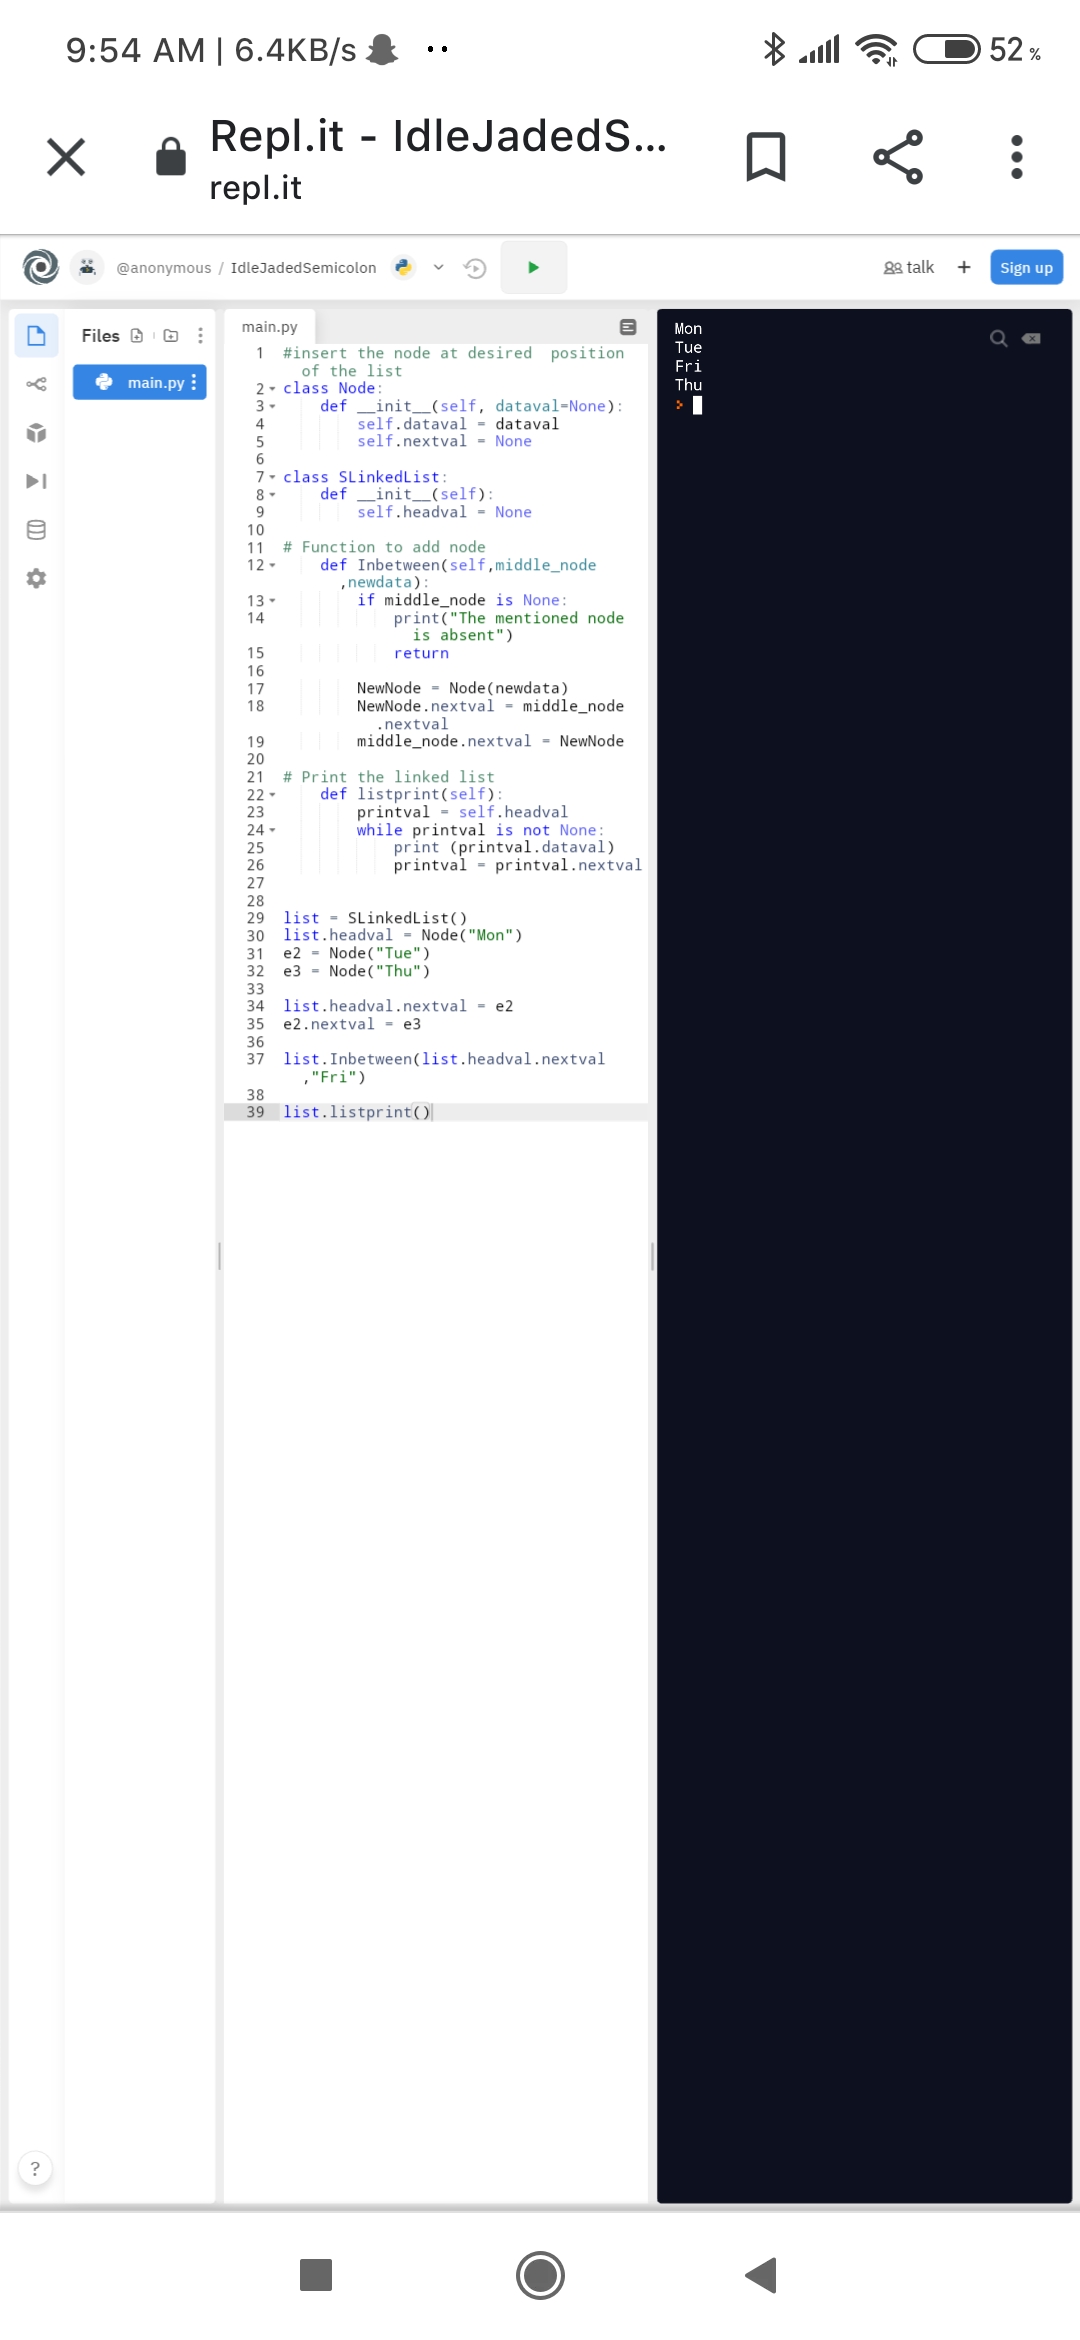 9:54 AM | 6.4KB/s
52 %
Repl.it - IdleJadedS...
repl.it
@anonymous / IdleJadedSemicolon
talk + Sign up
Files
main.py
main.py
1 #insert the node at desired  position
of the list
2 class Node:
3     def __init__(self, dataval=None):
4         self.dataval = dataval
5         self.nextval = None
6
7 class SLinkedList:
8     def __init__(self):
9         self.headval = None
10
11 # Function to add node
12     def Inbetween(self,middle_node
,newdata):
13         if middle_node is None:
14             print("The mentioned node
is absent")
15             return
16
17         NewNode = Node(newdata)
18         NewNode.nextval = middle_node
.nextval
19         middle_node.nextval = NewNode
20
21 # Print the linked list
22     def listprint(self):
23         printval = self.headval
24         while printval is not None:
25             print (printval.dataval)
26             printval = printval.nextval
27
28
29 list = SLinkedList()
30 list.headval = Node("Mon")
31 e2 = Node("Tue")
32 e3 = Node("Thu")
33
34 list.headval.nextval = e2
35 e2.nextval = e3
36
37 list.Inbetween(list.headval.nextval
,"Fri")
38
39 list.listprint()
Mon
Tue
Fri
Thu
?